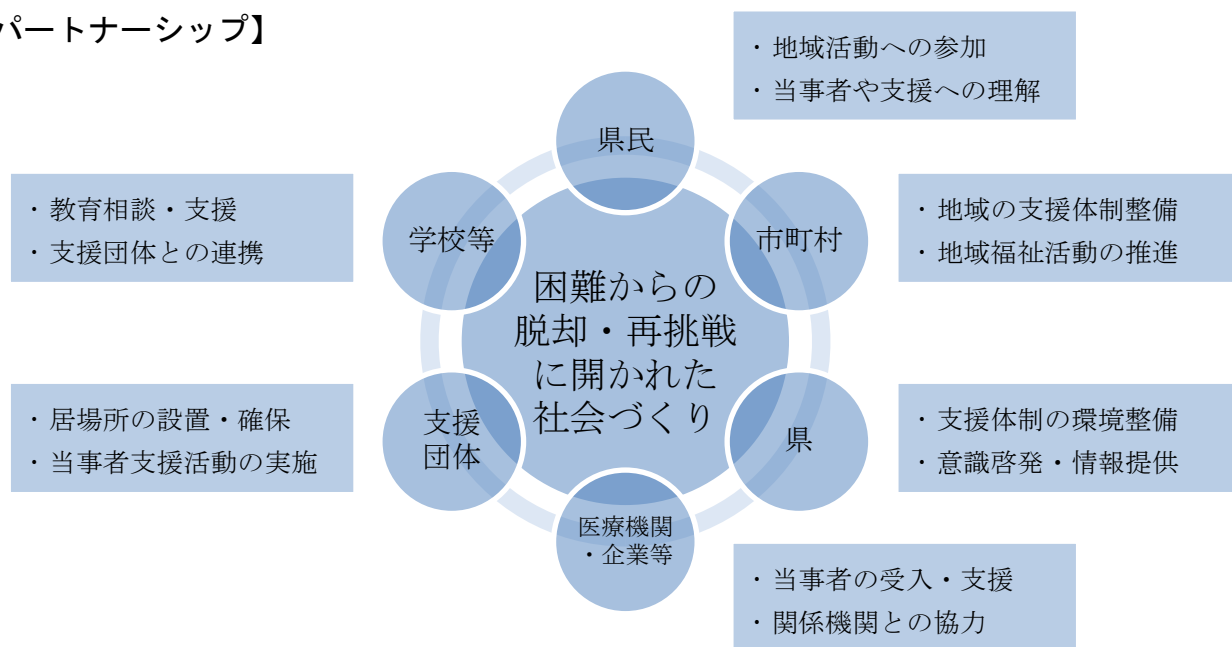 パートナーシップ】
・地域活動への参加
・当事者や支援への理解
県民
・教育相談・支援
・支援団体との連携
学校等
市町村
・地域の支援体制整備
・地域福祉活動の推進
困難からの
脱却・再挑戦
に開かれた
社会づくり
・居場所の設置・確保
・当事者支援活動の実施
支援
団体
県
・支援体制の環境整備
・意識啓発・情報提供
医療機関
・企業等
・当事者の受入・支援
・関係機関との協力